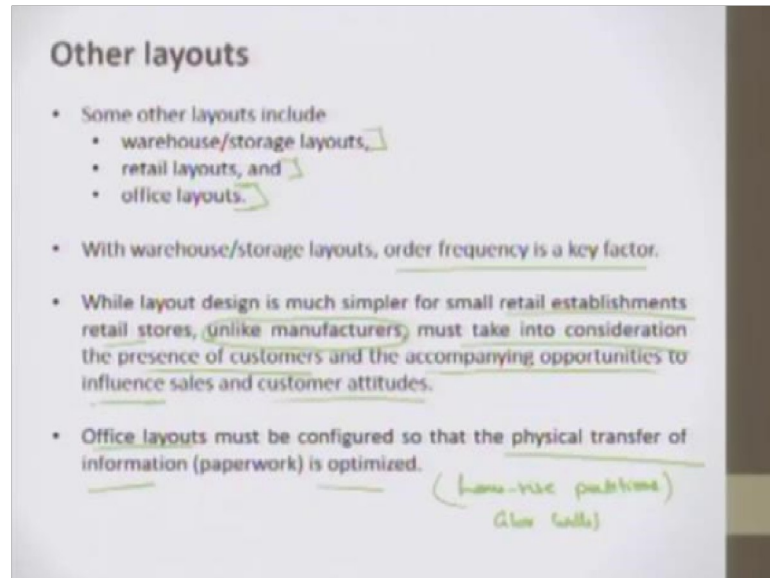 Other layouts
• Some other layouts include
• warehouse/storage layouts,
• retail layouts, and
• office layouts.
• With warehouse/storage layouts, order frequency is a key factor.
• While layout design is much simpler for small retail establishments
retail stores, unlike manufacturers, must take into consideration
the presence of customers and the accompanying opportunities to
influence sales and customer attitudes.
• Office layouts must be configured so that the physical transfer of
information (paperwork) is optimized.